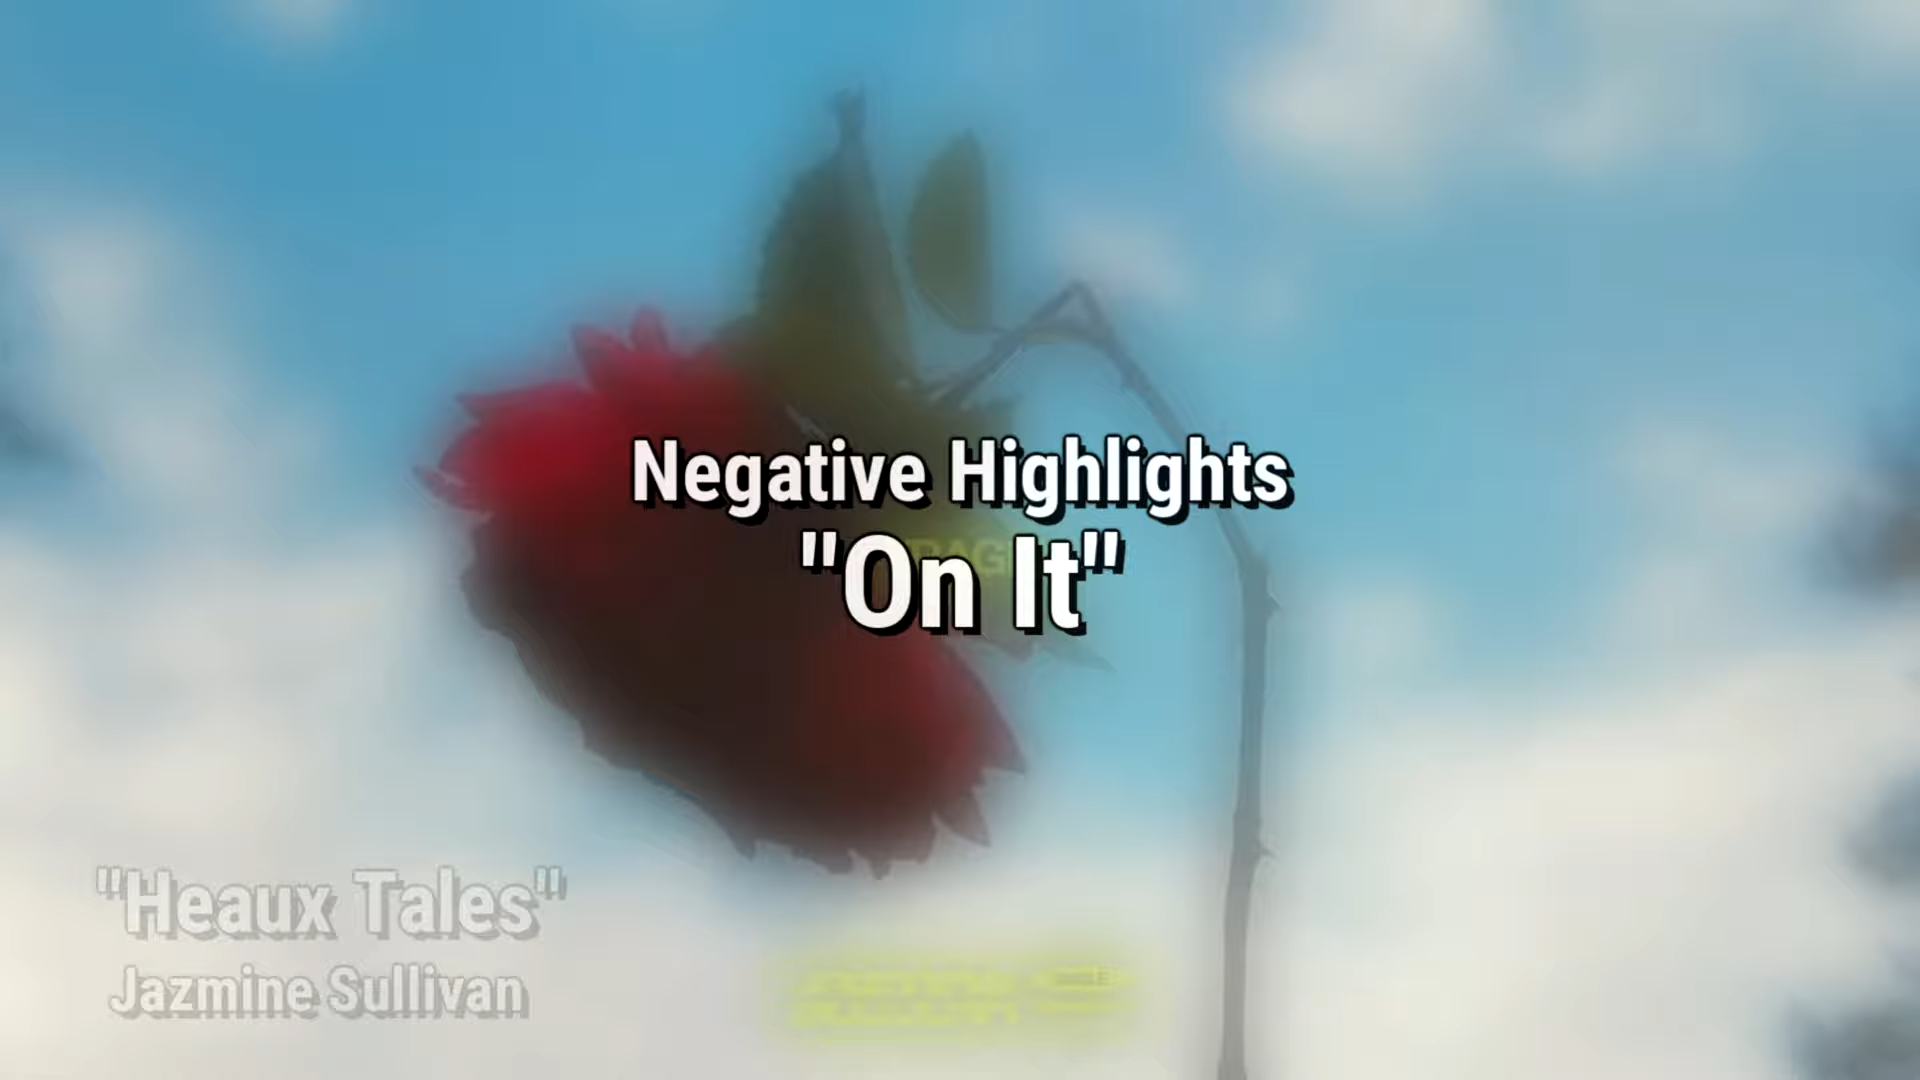 Negative Highlights
"On It"
"Heaux Tales"
Jazmine Sullivan